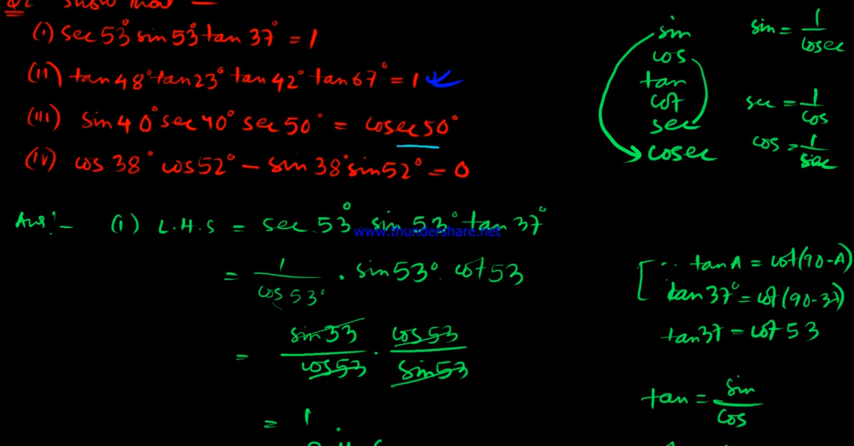 Q2 Show that —
(i) sec 53° sin 53° tan 37° = 1
(ii) tan 48° tan 23° tan 42° tan 67° = 1
(iii) sin 40° sec 40° sec 50° = cosec 50°
(iv) cos 38° cos 52° - sin 38° sin 52° = 0
Ans:- (i) L.H.S = sec 53° sin 53° tan 37°
www.thundershare.net
= 1/cos 53° . sin 53° . cot 53
= sin 53/cos 53 . cos 53/sin 53
= 1
sin
cos
tan
cot
sec
cosec
sin = 1/cosec
sec = 1/cos
cos = 1/sec
∵ tan A = cot (90-A)
tan 37° = cot (90-37)
tan 37 = cot 53
tan = sin/cos